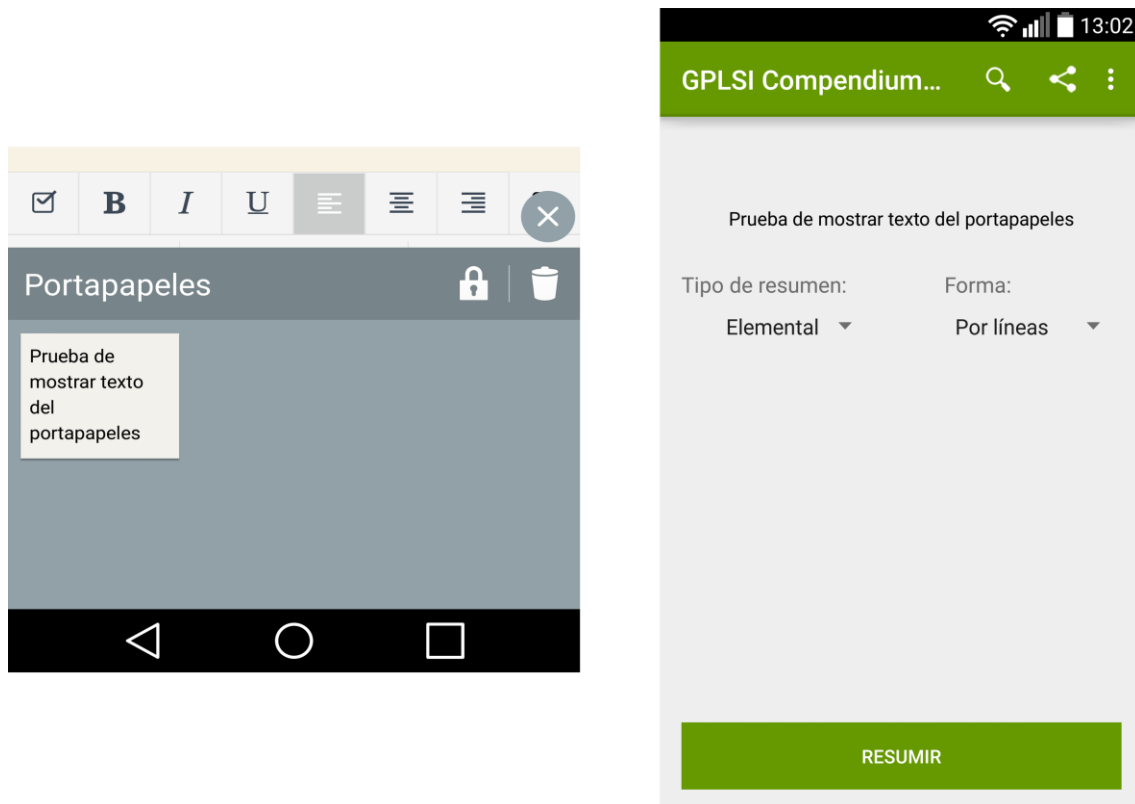 B I U
Portapapeles
Prueba de
mostrar texto
del
portapapeles
13:02
GPLSI Compendium...
Prueba de mostrar texto del portapapeles
Tipo de resumen: Forma:
Elemental Por líneas
RESUMIR